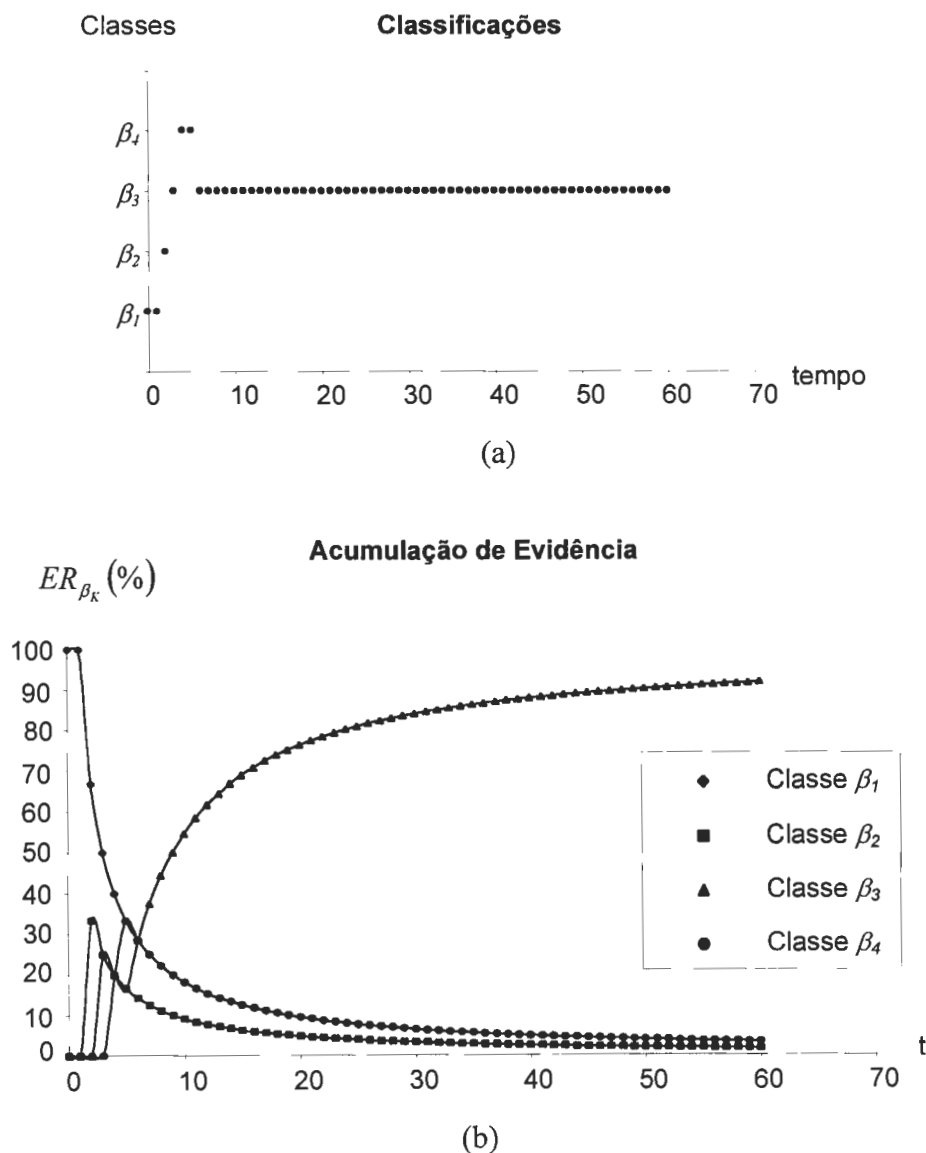 Classes Classificações
β₄
β₃
β₂
β₁
0 10 20 30 40 50 60 70 tempo
(a)
Acumulação de Evidência
ER_{β_K} (%)
100
90
80
70
60
50
40
30
20
10
0
Classe β₁
Classe β₂
Classe β₃
Classe β₄
t
0 10 20 30 40 50 60 70
(b)